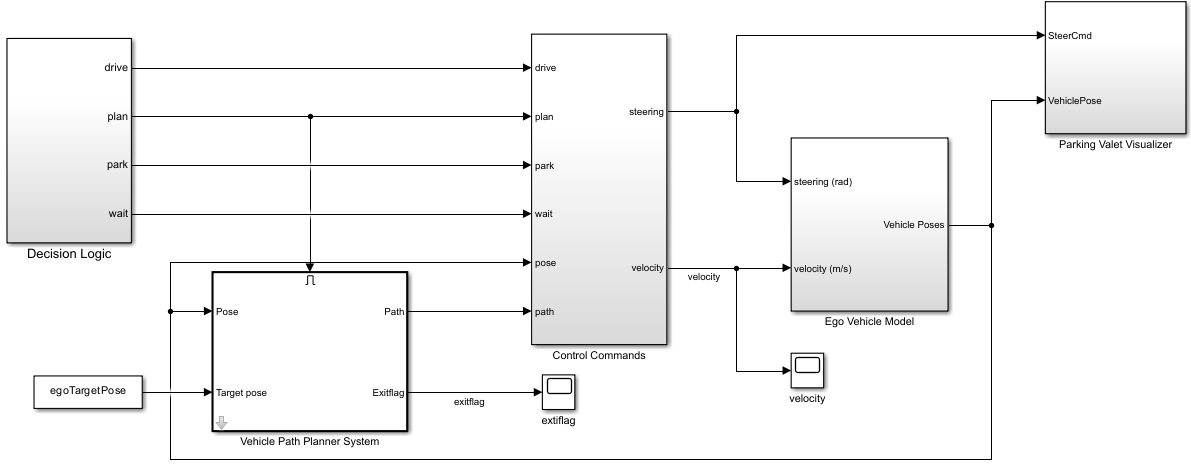 drive
plan
park
wait
Decision Logic
egoTargetPose
Pose
Target pose
Path
Exitflag
Vehicle Path Planner System
exitflag
extiflag
drive
plan
park
wait
pose
path
steering
velocity
Control Commands
velocity
steering (rad)
velocity (m/s)
Vehicle Poses
Ego Vehicle Model
velocity
SteerCmd
VehiclePose
Parking Valet Visualizer